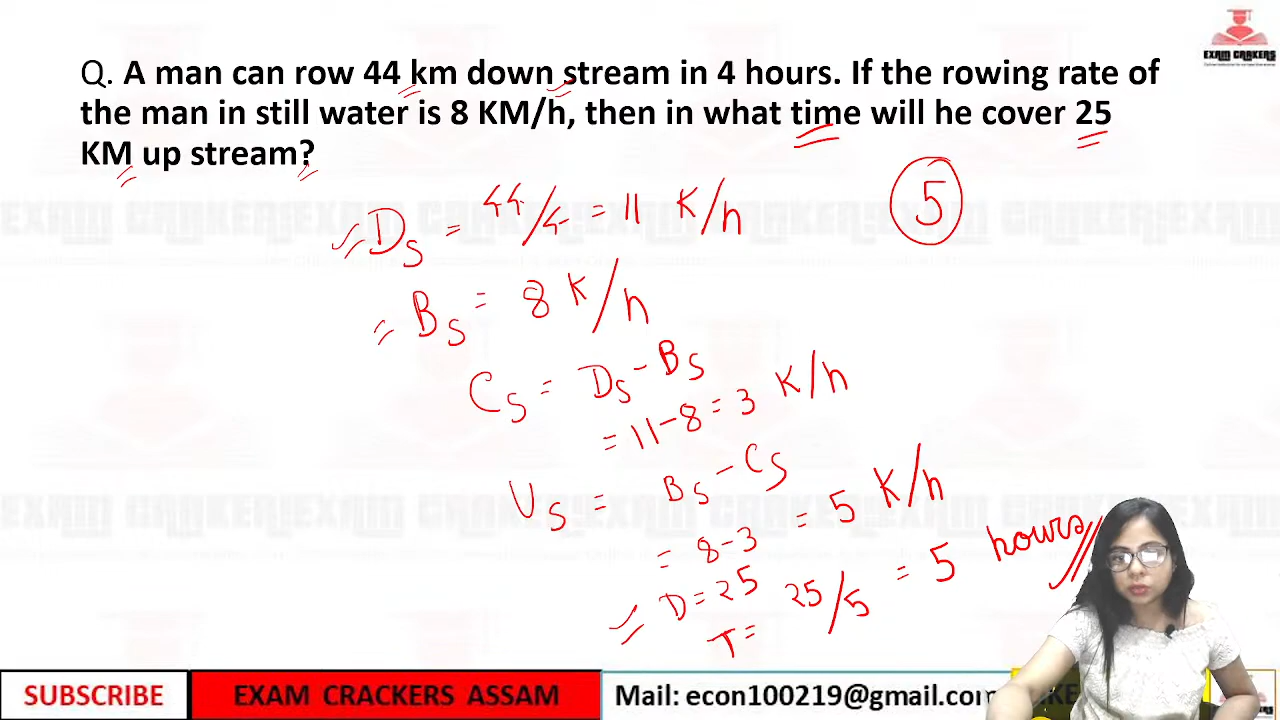 EXAM CRAKERS
Q. A man can row 44 km down stream in 4 hours. If the rowing rate of
the man in still water is 8 KM/h, then in what time will he cover 25
KM up stream?
5
Ds = 44/4 = 11 K/h
Bs = 8 K/h
Cs = Ds - Bs
= 11 - 8 = 3 K/h
Us = Bs - Cs
= 8 - 3 = 5 K/h
D = 25
T = 25/5 = 5 hours
SUBSCRIBE
EXAM CRACKERS ASSAM
Mail: econ100219@gmail.com